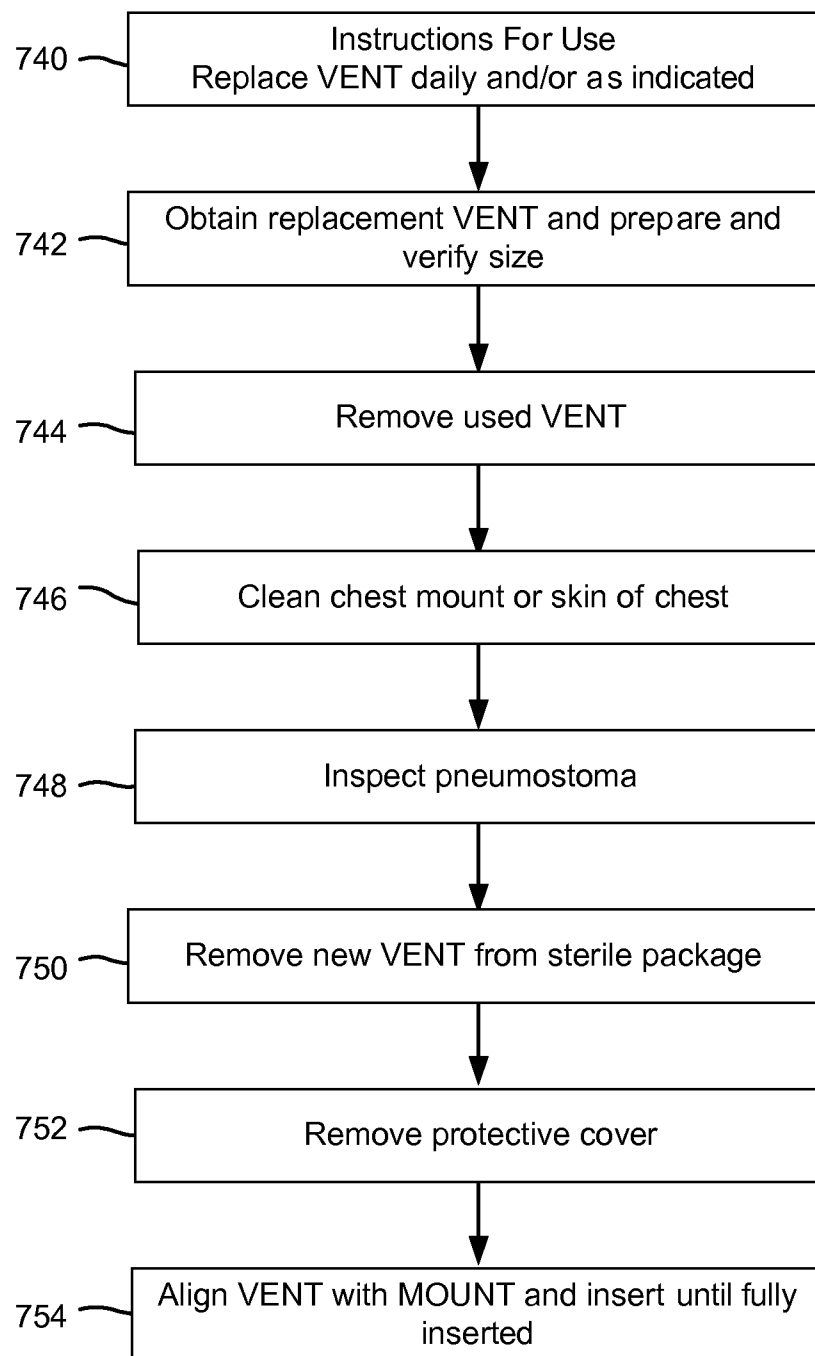 740
Instructions For Use
Replace VENT daily and/or as indicated
742
Obtain replacement VENT and prepare and
verify size
744
Remove used VENT
746
Clean chest mount or skin of chest
748
Inspect pneumostoma
750
Remove new VENT from sterile package
752
Remove protective cover
754
Align VENT with MOUNT and insert until fully
inserted